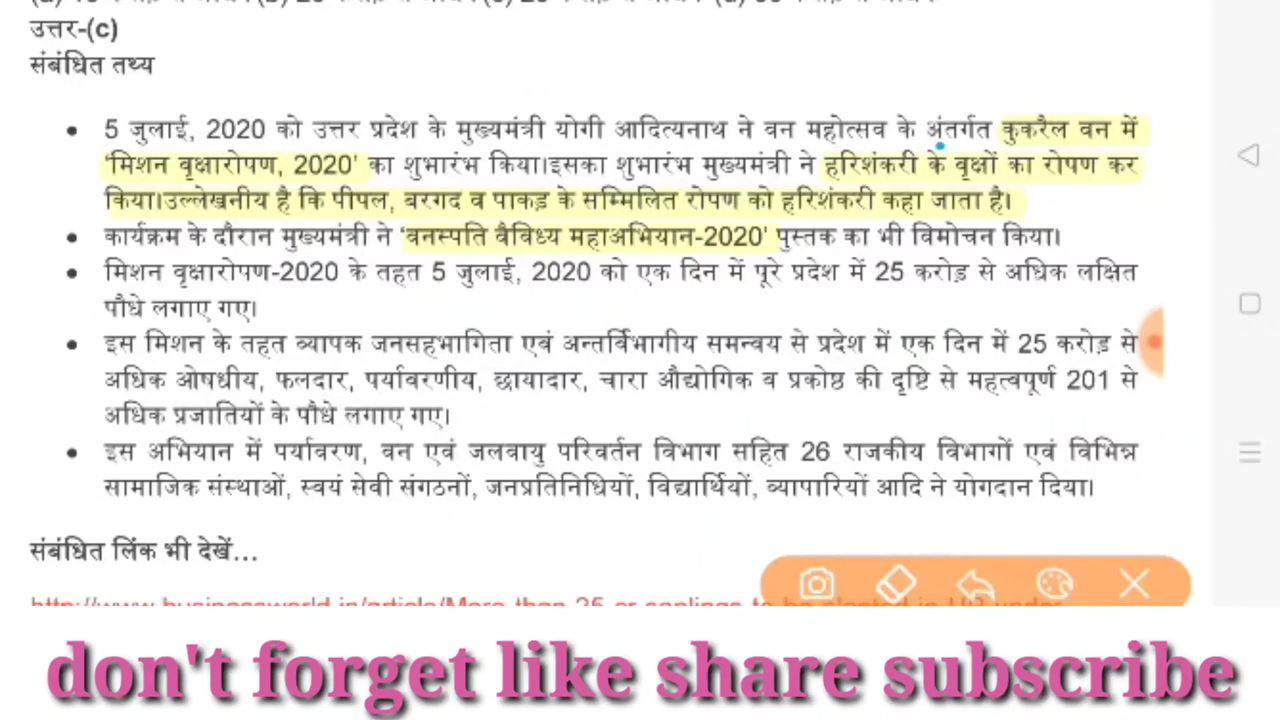 उत्तर-(c)
संबंधित तथ्य
• 5 जुलाई, 2020 को उत्तर प्रदेश के मुख्यमंत्री योगी आदित्यनाथ ने वन महोत्सव के अंतर्गत कुकरैल वन में
'मिशन वृक्षारोपण, 2020' का शुभारंभ किया।इसका शुभारंभ मुख्यमंत्री ने हरिशंकरी के वृक्षों का रोपण कर
किया।उल्लेखनीय है कि पीपल, बरगद व पाकड़ के सम्मिलित रोपण को हरिशंकरी कहा जाता है।
• कार्यक्रम के दौरान मुख्यमंत्री ने 'वनस्पति वैविध्य महाअभियान-2020' पुस्तक का भी विमोचन किया।
• मिशन वृक्षारोपण-2020 के तहत 5 जुलाई, 2020 को एक दिन में पूरे प्रदेश में 25 करोड़ से अधिक लक्षित
पौधे लगाए गए।
• इस मिशन के तहत व्यापक जनसहभागिता एवं अन्तर्विभागीय समन्वय से प्रदेश में एक दिन में 25 करोड़ से
अधिक ओषधीय, फलदार, पर्यावरणीय, छायादार, चारा औद्योगिक व प्रकोष्ठ की दृष्टि से महत्वपूर्ण 201 से
अधिक प्रजातियों के पौधे लगाए गए।
• इस अभियान में पर्यावरण, वन एवं जलवायु परिवर्तन विभाग सहित 26 राजकीय विभागों एवं विभिन्न
सामाजिक संस्थाओं, स्वयं सेवी संगठनों, जनप्रतिनिधियों, विद्यार्थियों, व्यापारियों आदि ने योगदान दिया।
संबंधित लिंक भी देखें...
don't forget like share subscribe